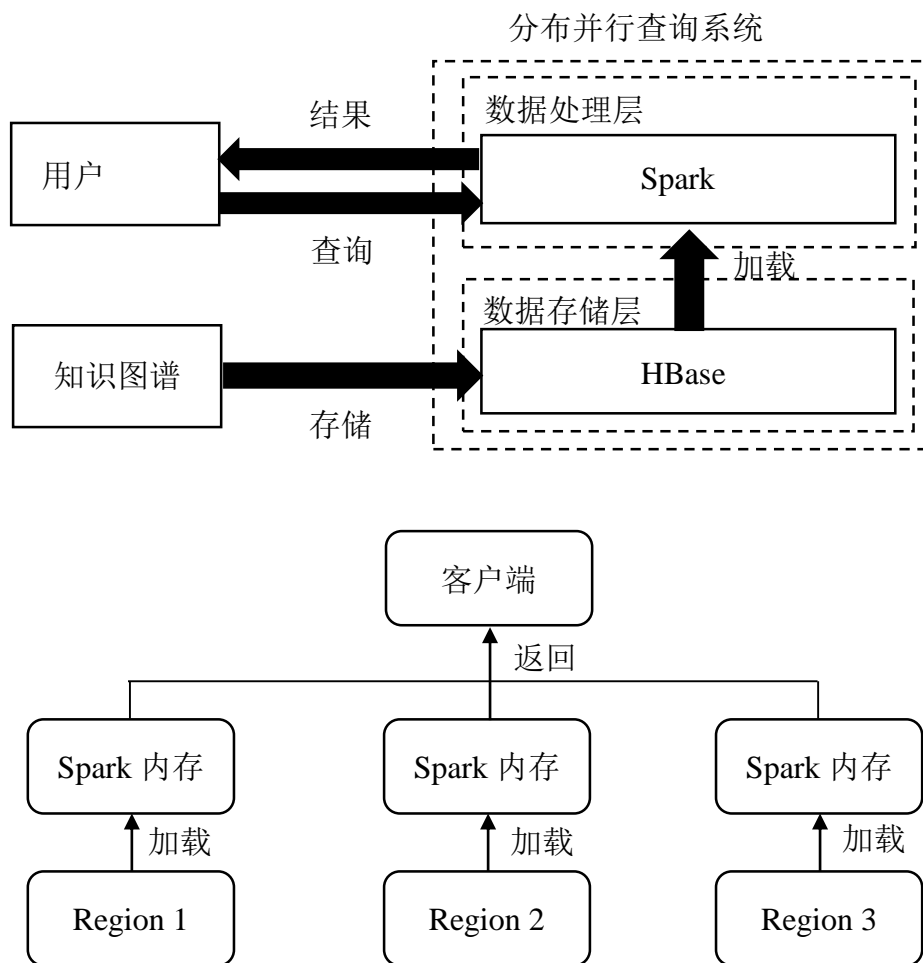 分布并行查询系统
数据处理层
结果
用户
Spark
查询
加载
数据存储层
知识图谱
HBase
存储
客户端
返回
Spark 内存
Spark 内存
Spark 内存
加载
加载
加载
Region 1
Region 2
Region 3